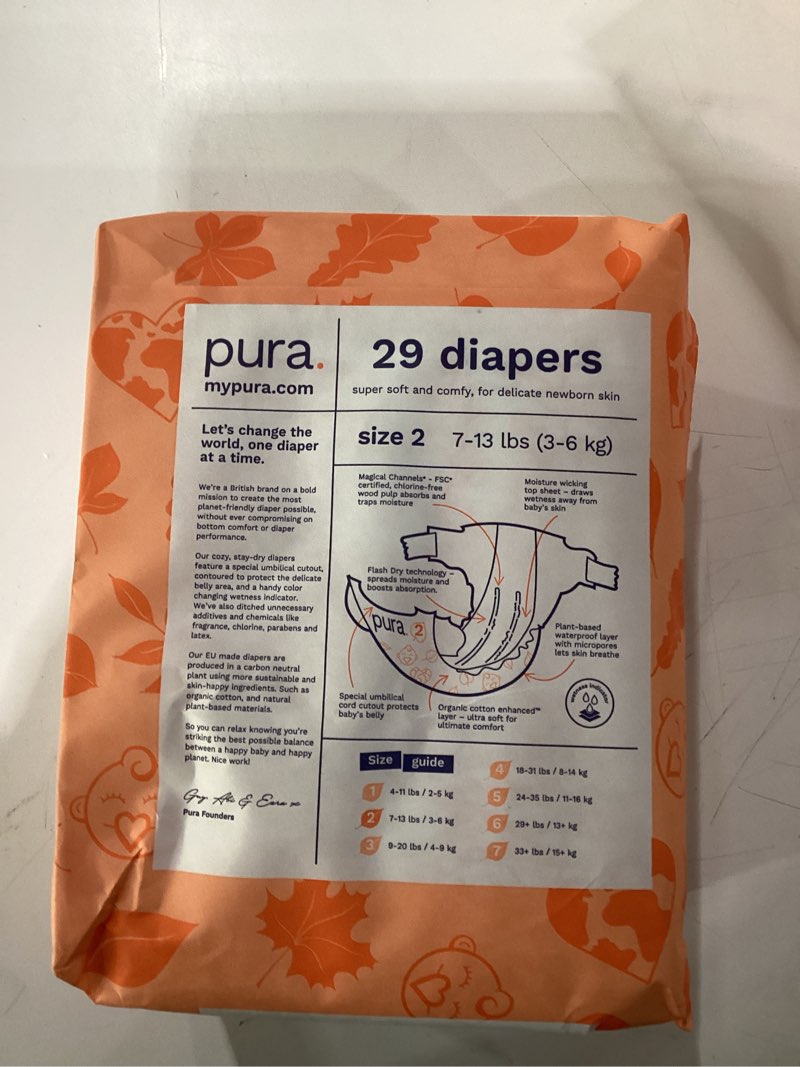 pura.
mypura.com
29 diapers
super soft and comfy, for delicate newborn skin
Let's change the
world, one diaper
at a time.
We're a British brand on a bold
mission to create the most
planet-friendly diaper possible,
without ever compromising on
bottom comfort or diaper
performance.
Our cozy, stay-dry diapers
feature a special umbilical cutout,
contoured to protect the delicate
belly area, and a handy color
changing wetness indicator.
We've also ditched unnecessary
additives and chemicals like
fragrance, chlorine, parabens and
latex.
Our EU made diapers are
produced in a carbon neutral
plant using more sustainable and
skin-happy ingredients. Such as
organic cotton, and natural
plant-based materials.
So you can relax knowing you're
striking the best possible balance
between a happy baby and happy
planet. Nice work!
Pura Founders
size 2 7-13 lbs (3-6 kg)
Magical Channels® - FSC®
certified, chlorine-free
wood pulp absorbs and
traps moisture
Moisture wicking
top sheet – draws
wetness away from
baby's skin
Flash Dry technology –
spreads moisture and
boosts absorption.
pura. 2
Plant-based
waterproof layer
with micropores
lets skin breathe
Special umbilical
cord cutout protects
baby's belly
Organic cotton enhanced™
layer – ultra soft for
ultimate comfort
wetness indicator
Size guide
1 4-11 lbs / 2-5 kg
2 7-13 lbs / 3-6 kg
3 9-20 lbs / 4-9 kg
4 18-31 lbs / 8-14 kg
5 24-35 lbs / 11-16 kg
6 29+ lbs / 13+ kg
7 33+ lbs / 15+ kg